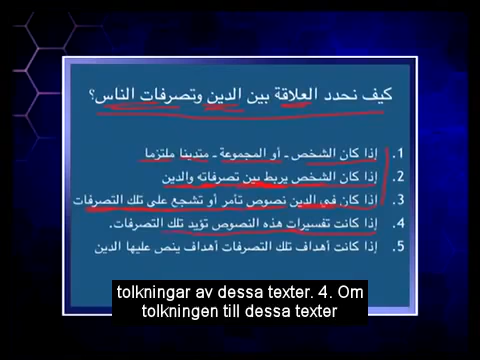 كيف نحدد العلاقة بين الدين وتصرفات الناس؟
1. إذا كان الشخص - أو المجموعة - متدينا ملتزما
2. إذا كان الشخص يربط بين تصرفاته والدين
3. إذا كان في الدين نصوص تأمر أو تشجع على تلك التصرفات
4. إذا كانت تفسيرات هذه النصوص تؤيد تلك التصرفات.
5. إذا كانت أهداف تلك التصرفات أهداف ينص عليها الدين
tolkningar av dessa texter. 4. Om
tolkningen till dessa texter